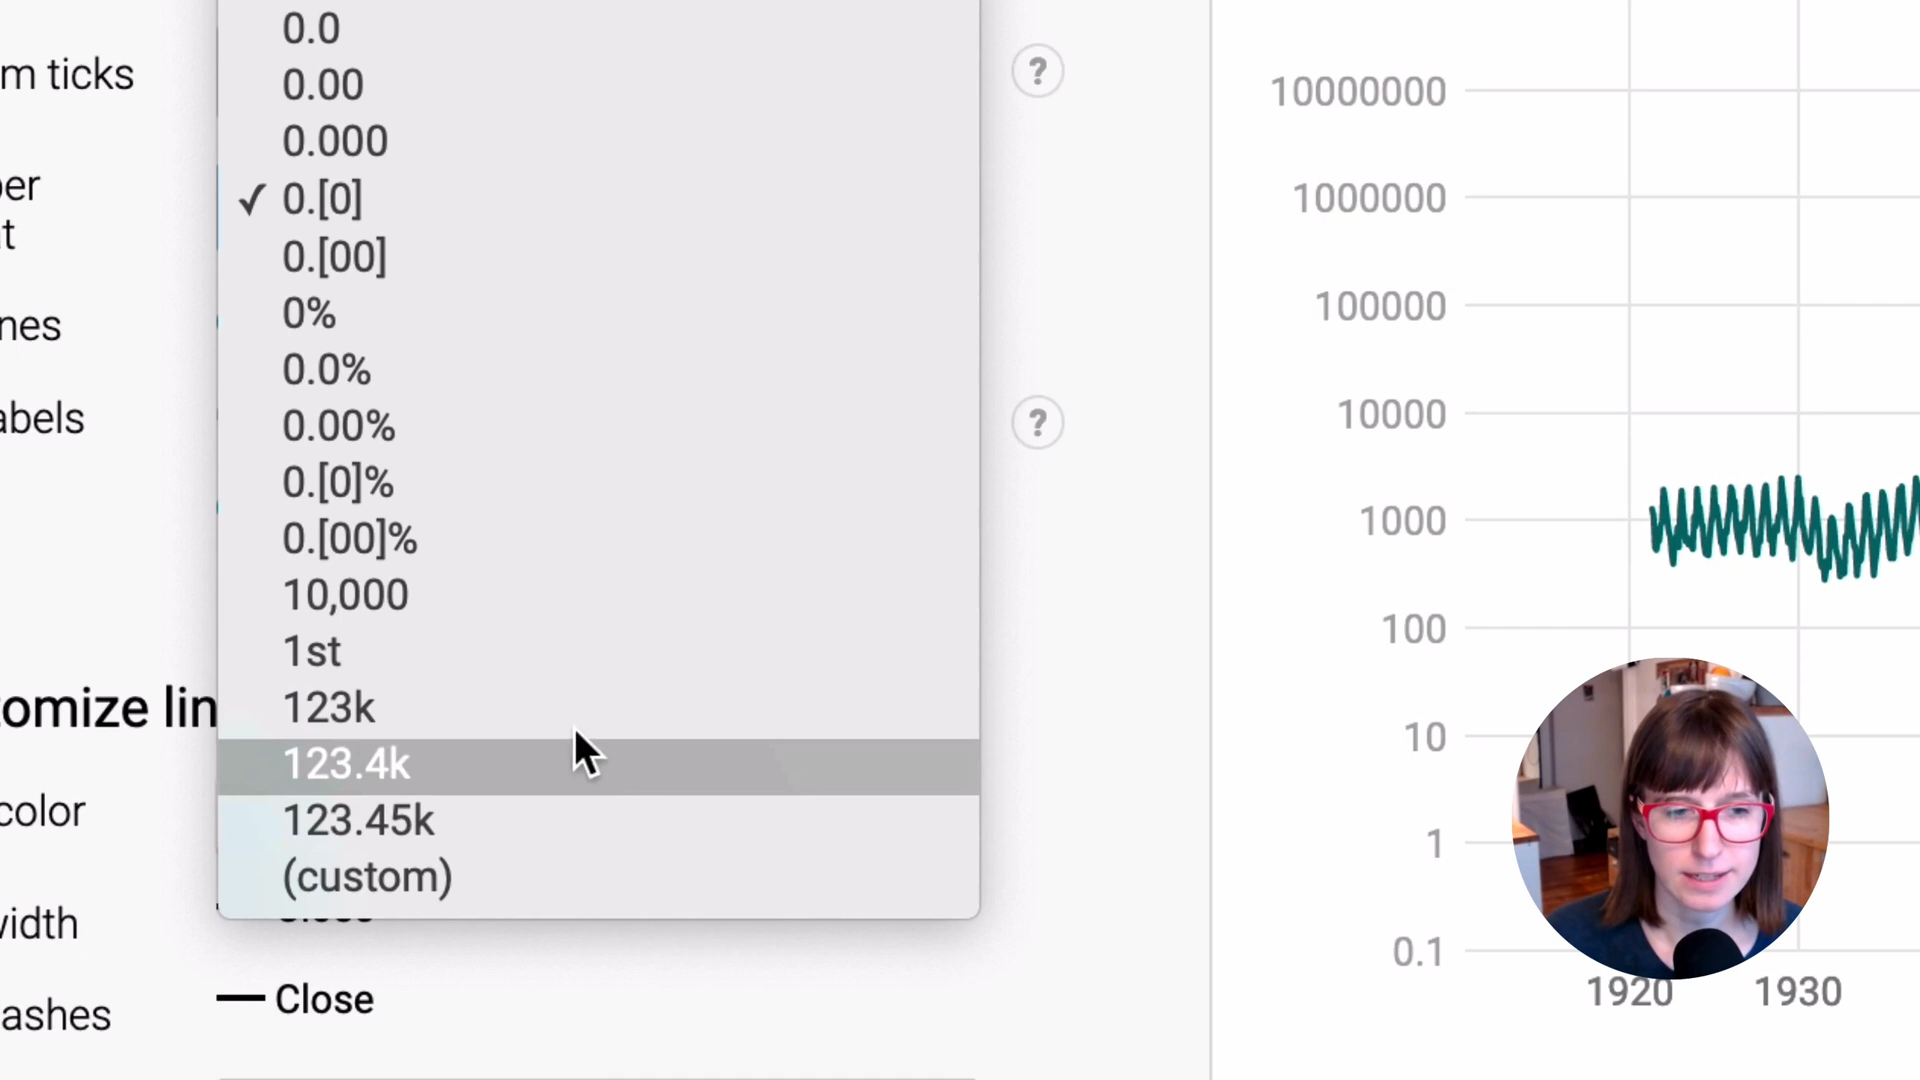 m ticks
er
t
nes
abels
tomize lin
color
width
ashes
0.0
0.00
0.000
✓ 0.[0]
0.[00]
0%
0.0%
0.00%
0.[0]%
0.[00]%
10,000
1st
123k
123.4k
123.45k
(custom)
Close
?
?
10000000
1000000
100000
10000
1000
100
10
1
0.1
1920
1930